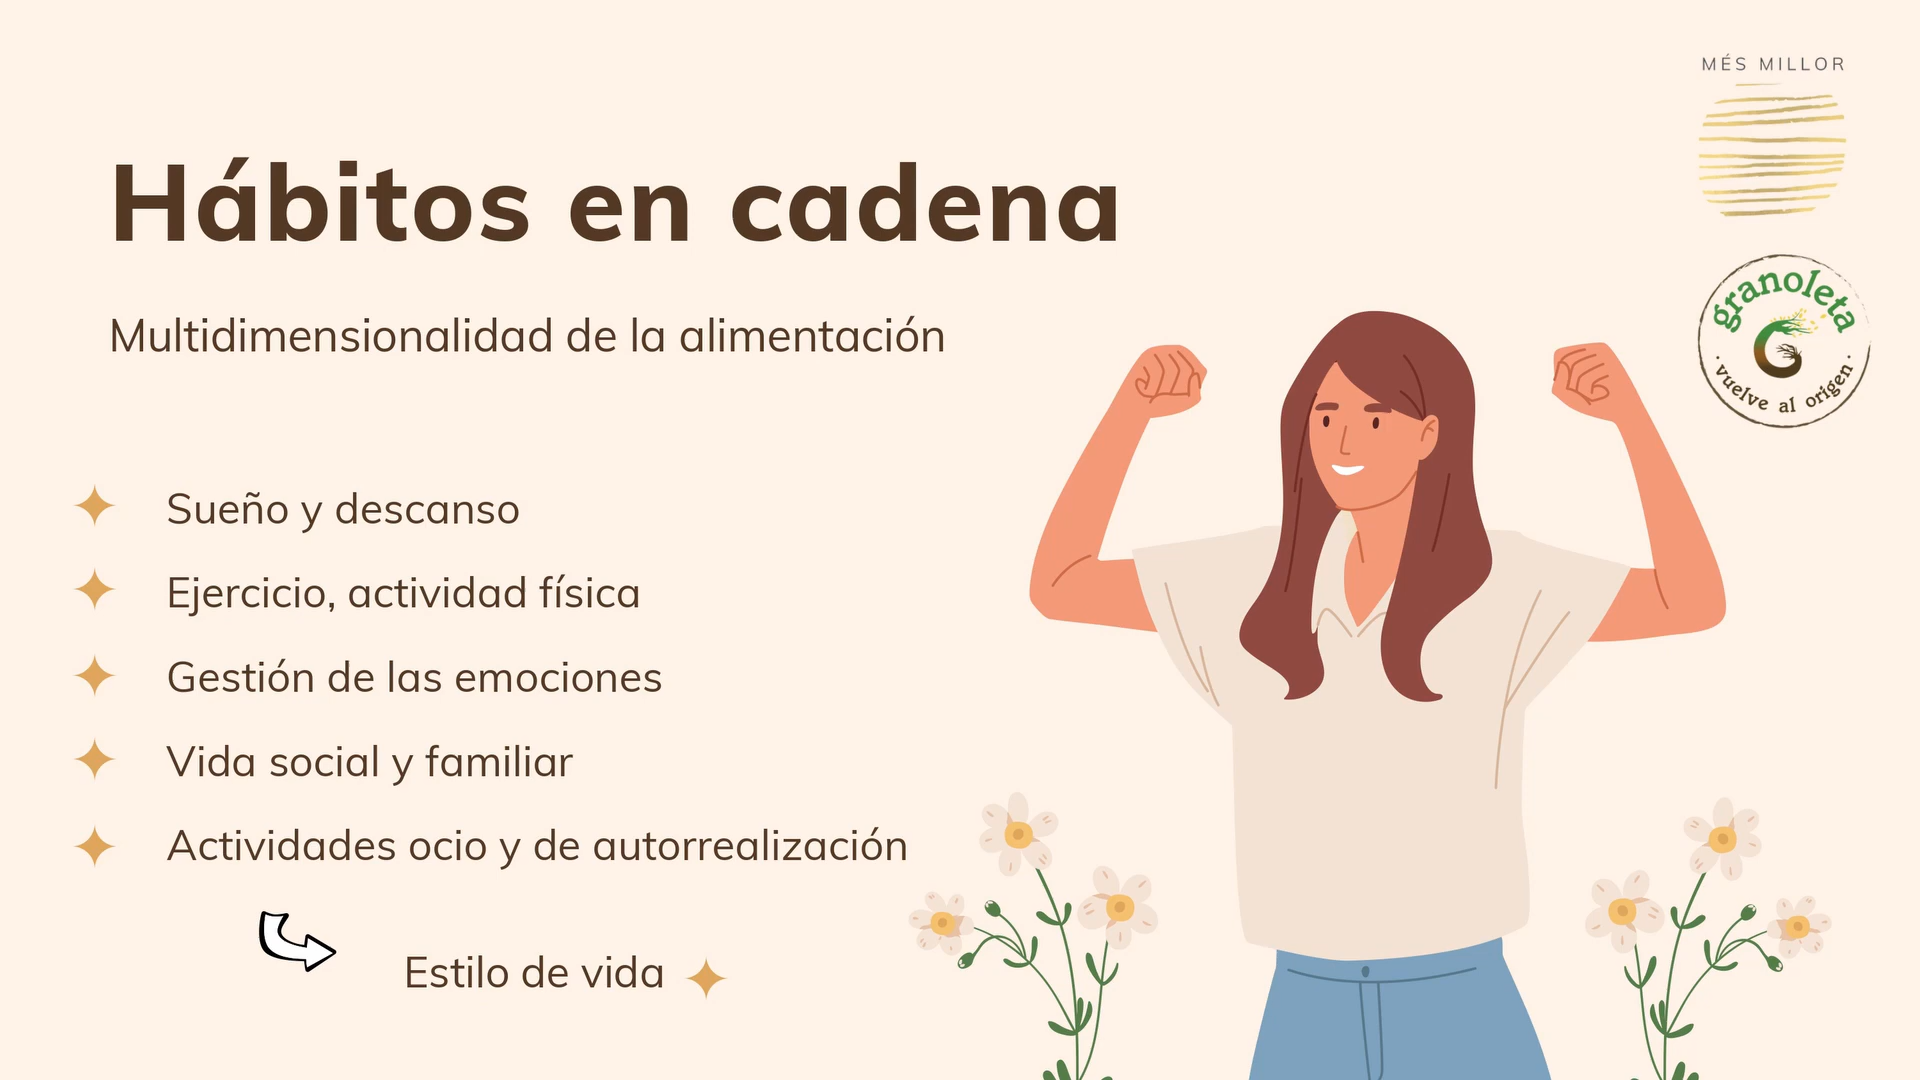 MÉS MILLOR
Hábitos en cadena
granoleta
· vuelve al origen ·
Multidimensionalidad de la alimentación
Sueño y descanso
Ejercicio, actividad física
Gestión de las emociones
Vida social y familiar
Actividades ocio y de autorrealización
Estilo de vida